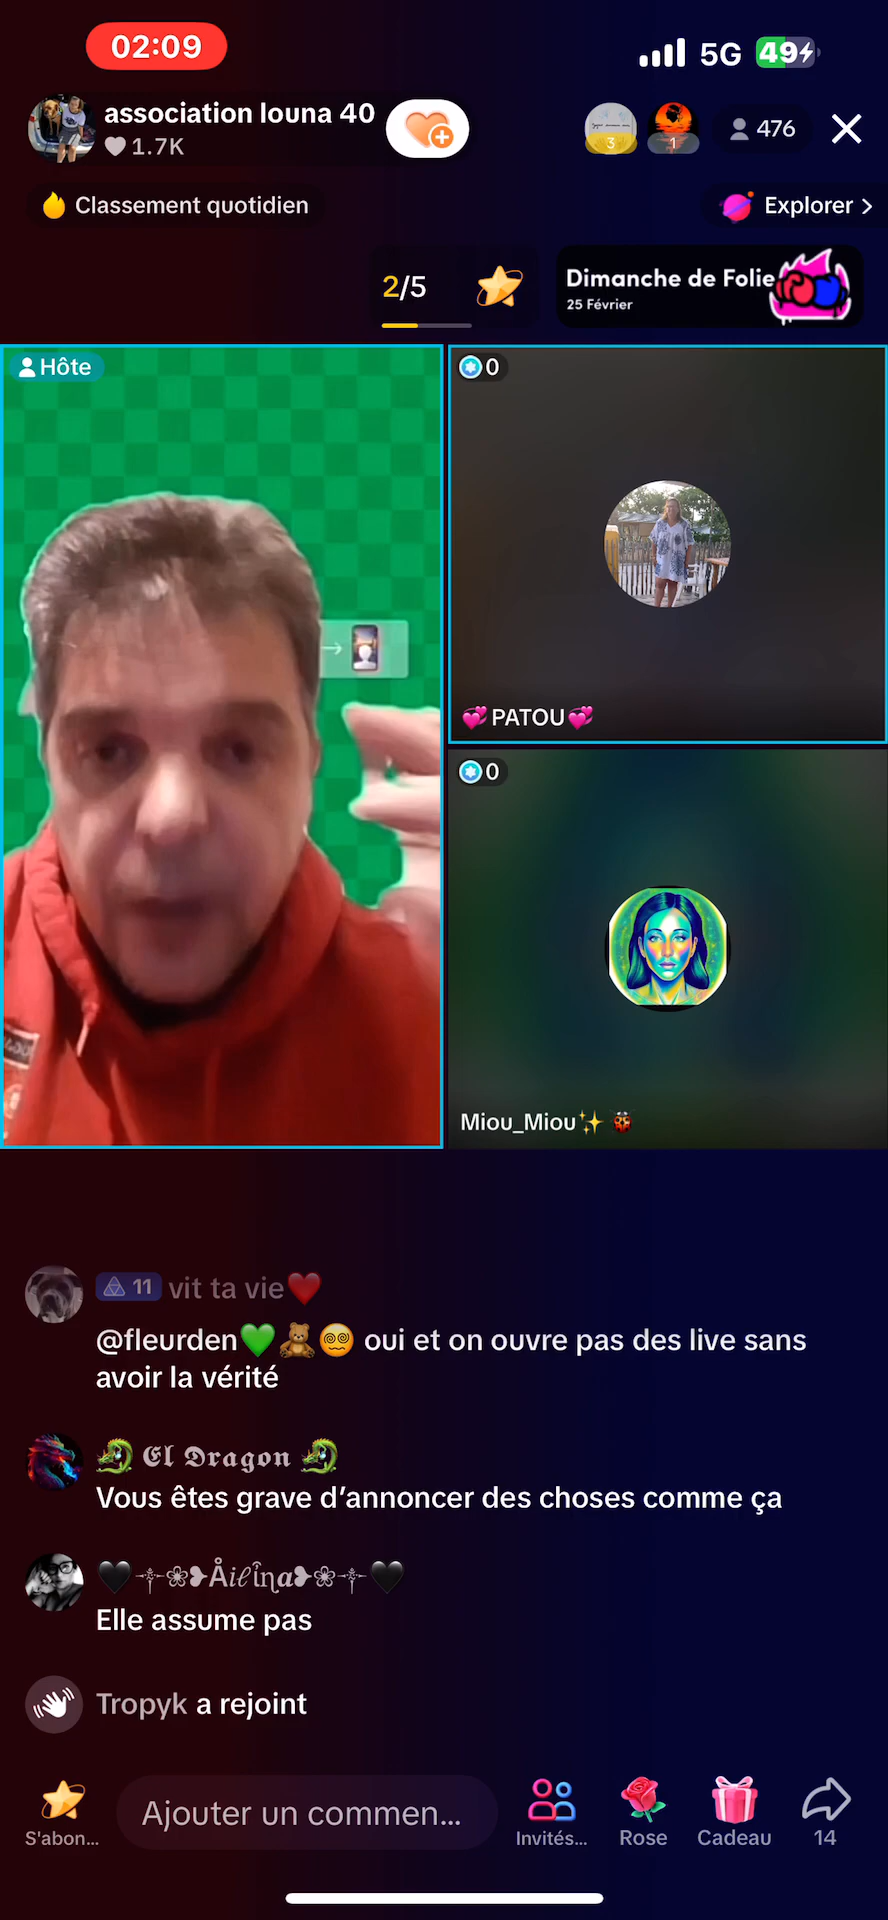 02:09
5G 49
association louna 40
1.7K
3
1
476
Classement quotidien
Explorer
2/5
Dimanche de Folie
25 Février
Hôte
0
💞PATOU💞
0
Miou_Miou✨🐞
11 vit ta vie❤️
@fleurden💚🧸😵‍💫 oui et on ouvre pas des live sans
avoir la vérité
🐉 𝕰𝖑 𝕯𝖗𝖆𝖌𝖔𝖓 🐉
Vous êtes grave d’annoncer des choses comme ça
Elle assume pas
Tropyk a rejoint
S'abon...
Ajouter un commen...
Invités...
Rose
Cadeau
14